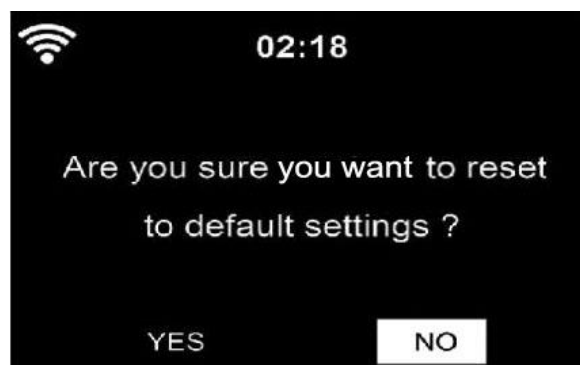 02:18
Are you sure you want to reset
to default settings ?
YES NO